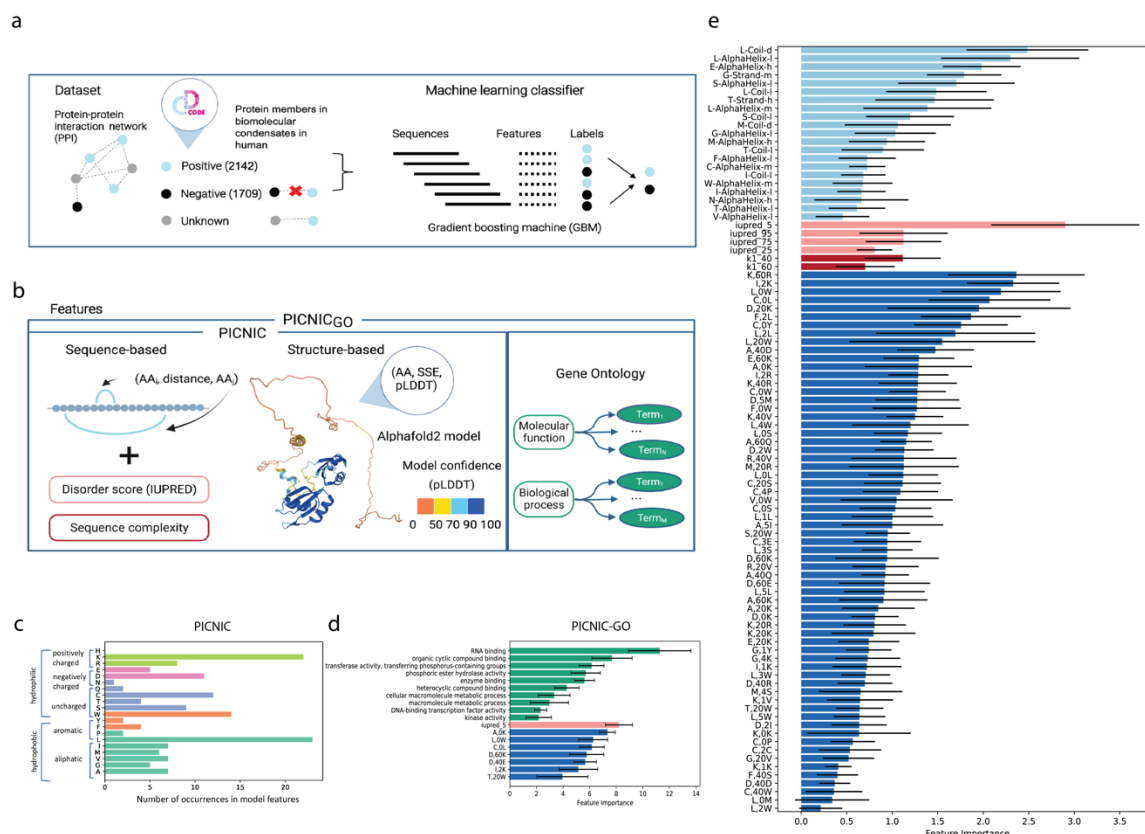 a
Dataset
Protein-protein
interaction network
(PPI)
CD
CODE
Protein members in
biomolecular
condensates in
human
Positive (2142)
Negative (1709)
Unknown
Machine learning classifier
Sequences
Features
Labels
Gradient boosting machine (GBM)
b
Features
PICNIC_GO
PICNIC
Sequence-based
(AAi, distance, AAj)
+
Disorder score (IUPRED)
Sequence complexity
Structure-based
(AA, SSE,
pLDDT)
Alphafold2 model
Model confidence
(pLDDT)
0 50 70 90 100
Gene Ontology
Molecular
function
Term1
...
TermN
Biological
process
Term1
...
TermM
c
PICNIC
hydrophilic
positively
charged
negatively
charged
uncharged
hydrophobic
aromatic
aliphatic
H
K
R
E
D
N
Q
C
T
S
W
Y
F
P
L
I
M
V
G
A
0 5 10 15 20
Number of occurrences in model features
d
PICNIC-GO
RNA binding
organic cyclic compound binding
transferase activity, transferring phosphorus-containing groups
phosphoric ester hydrolase activity
enzyme binding
heterocyclic compound binding
cellular macromolecule metabolic process
macromolecule metabolic process
DNA-binding transcription factor activity
kinase activity
iupred_5
A,0K
L,0W
C,0L
D,60K
D,40E
I,2K
T,20W
0 2 4 6 8 10 12 14
Feature Importance
e
L-Coil-d
L-AlphaHelix-l
E-AlphaHelix-h
G-Strand-m
S-AlphaHelix-l
L-Coil-l
T-Strand-h
L-AlphaHelix-m
S-Coil-l
M-Coil-d
G-AlphaHelix-l
M-AlphaHelix-h
T-Coil-l
F-AlphaHelix-l
C-AlphaHelix-m
I-Coil-l
W-AlphaHelix-m
I-AlphaHelix-l
N-AlphaHelix-h
T-AlphaHelix-l
V-AlphaHelix-l
iupred_5
iupred_95
iupred_75
iupred_25
k1_40
k1_60
K,60R
I,2K
L,0W
C,0L
D,20K
F,2L
C,0Y
L,2L
L,20W
A,40D
E,60K
A,0K
I,2R
K,40R
C,0W
D,5M
F,0W
K,40V
L,4W
L,0S
A,60Q
D,2W
R,40V
M,20R
L,0L
C,20S
C,4P
V,0W
C,0S
L,1L
A,5I
S,20W
C,3E
L,3S
D,60K
R,20V
A,40Q
D,60E
L,5L
A,60K
A,20K
D,0K
K,20R
K,20K
E,20K
G,1Y
G,4K
I,1K
L,3W
D,40R
M,4S
K,1V
T,20W
L,5W
D,2I
K,0K
C,0P
C,2C
G,20V
K,1K
F,40S
D,40D
C,40W
L,0M
L,2W
0.0 0.5 1.0 1.5 2.0 2.5 3.0 3.5
Feature Importance